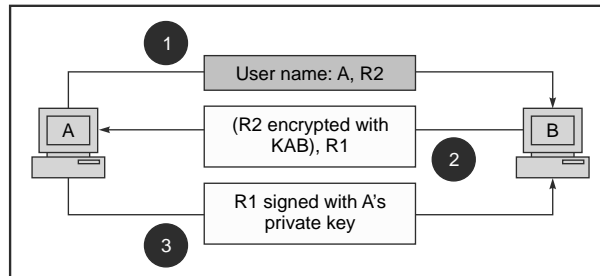 1
User name: A, R2
A
B
(R2 encrypted with
KAB), R1
2
R1 signed with A's
private key
3